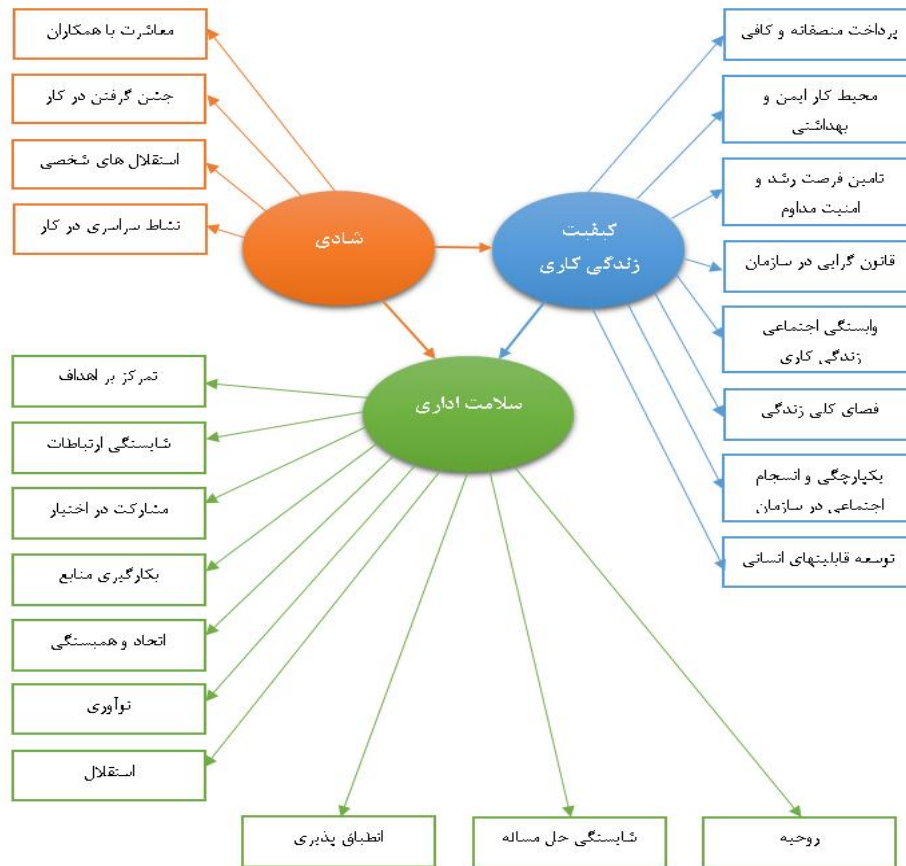 معاشرت با همکاران
جشن گرفتن در کار
استقلال های شخصی
نشاط سراسری در کار
شادی
کیفیت
زندگی کاری
پرداخت منصفانه و کافی
محیط کار ایمن و
بهداشتی
تامین فرصت رشد و
امنیت مداوم
قانون گرایی در سازمان
وابستگی اجتماعی
زندگی کاری
فضای کلی زندگی
یکپارچگی و انسجام
اجتماعی در سازمان
توسعه قابلیتهای انسانی
سلامت اداری
تمرکز بر اهداف
شایستگی ارتباطات
مشارکت در اختیار
بکارگیری منابع
اتحاد و همبستگی
نوآوری
استقلال
روحیه
شایستگی حل مساله
انطباق پذیری